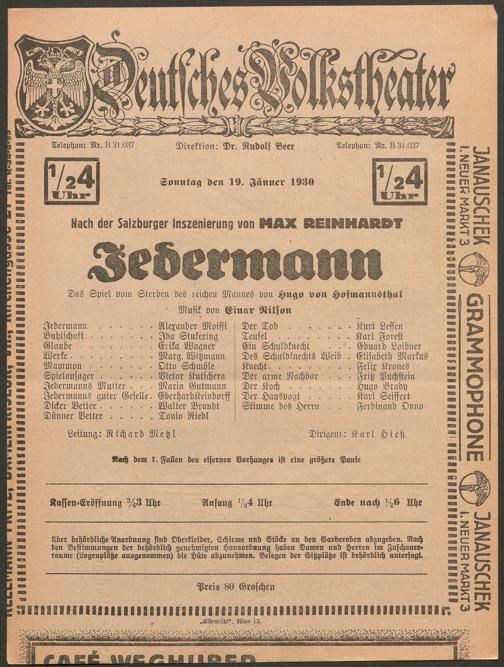 Deutsches Volkstheater
Telephon: Nr. B 31.037 Direktion: Dr. Rudolf Beer Telephon: Nr. B 31.037
1/24 Uhr Sonntag den 19. Jänner 1930 1/24 Uhr
Nach der Salzburger Inszenierung von MAX REINHARDT
Jedermann
Das Spiel vom Sterben des reichen Mannes von Hugo von Hofmannsthal
Musik von Einar Nilson
Jedermann . . . . . Alexander Moissi
Buhlschaft . . . . . Ida Stukering
Glaube . . . . . Erika Wagner
Werke . . . . . Marg. Witzmann
Mammon . . . . . Otto Schmöle
Spielansager . . . . . Viktor Kutschera
Jedermanns Mutter . . Maria Gutmann
Jedermanns guter Geselle . Eberhardsteindorff
Dicker Vetter . . . . . Walter Brandt
Dünner Vetter . . . . . Tonio Riedl
Der Tod . . . . . Kurt Lessen
Teufel . . . . . Karl Forest
Ein Schuldknecht . . . Eduard Loibner
Des Schuldknechts Weib . Elisabeth Markus
Knecht . . . . . Felix Krones
Der arme Nachbar . . . Fritz Puchstein
Der Koch . . . . . Hugo Brady
Der Hausvogt . . . . . Karl Seiffert
Stimme des Herrn . . . Ferdinand Onno
Leitung: Richard Metzl Dirigent: Karl Hieß
Nach dem 1. Fallen des eisernen Vorhanges ist eine größere Pause
Kassen-Eröffnung 3/43 Uhr Anfang 1/24 Uhr Ende nach 1/26 Uhr
Über behördliche Anordnung sind Oberkleider, Schirme und Stöcke an den Garderoben abzugeben. Nach
den Bestimmungen der behördlich genehmigten Hausordnung haben Damen und Herren im Zuschauer-
raume (Logenplätze ausgenommen) die Hüte abzunehmen. Belegen der Sitzplätze ist behördlich untersagt.
Preis 80 Groschen
„Elbemühl“, Wien IX.
JANAUSCHEK
I. NEUER MARKT 3
GRAMMOPHONE
JANAUSCHEK
I. NEUER MARKT 3
CAFÉ WEGHUBER